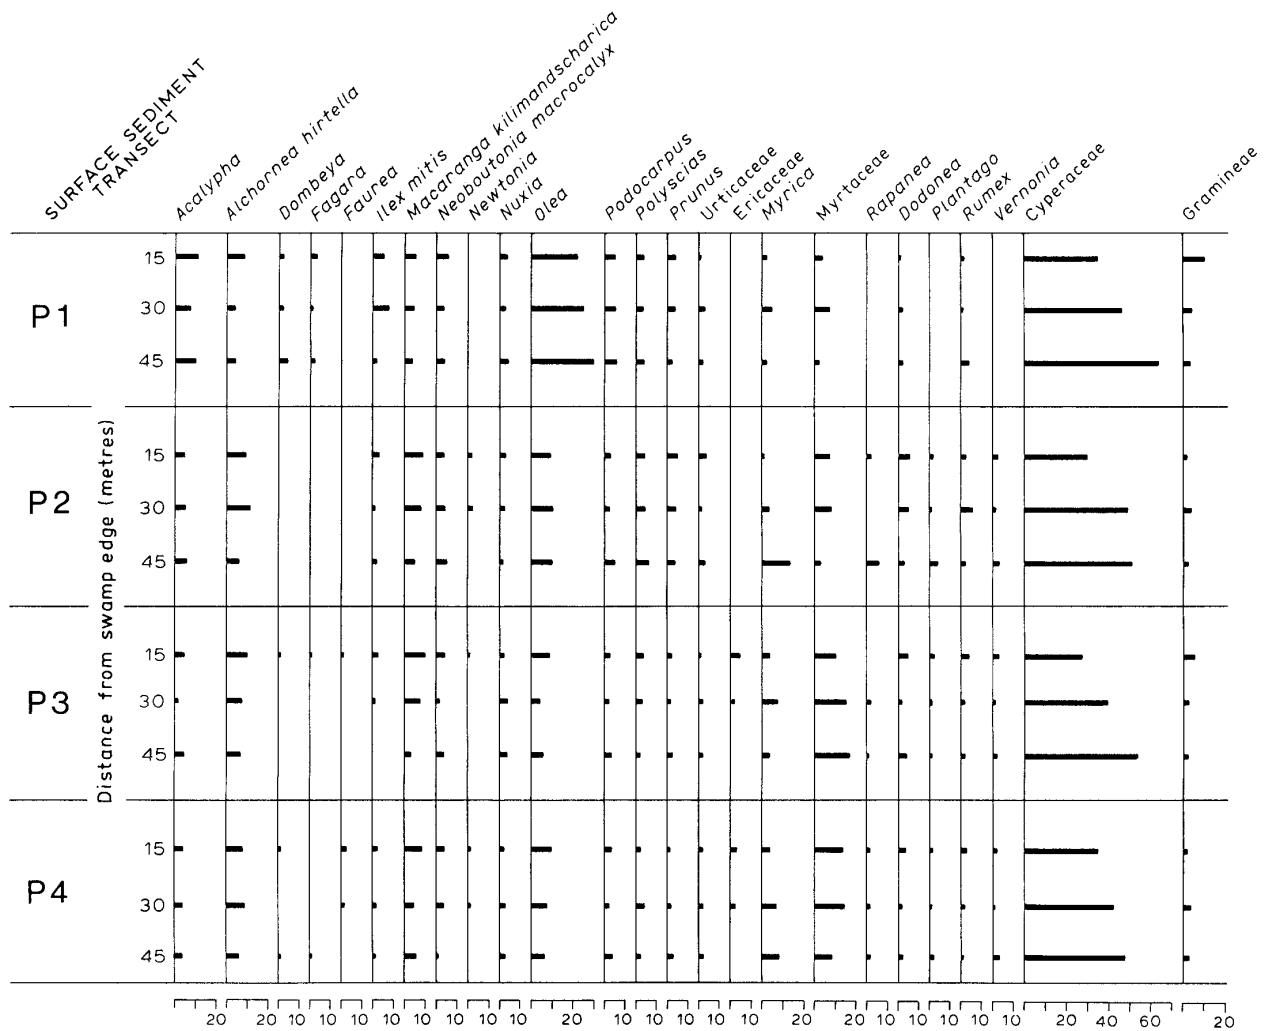 SURFACE SEDIMENT
TRANSECT
Acalypha
Alchornea hirtella
Dombeya
Fagara
Faurea
Ilex mitis
Macaranga kilimandscharica
Neoboutonia macrocalyx
Newtonia
Nuxia
Olea
Podocarpus
Polyscias
Prunus
Urticaceae
Ericaceae
Myrica
Myrtaceae
Rapanea
Dodonea
Plantago
Rumex
Vernonia
Cyperaceae
Gramineae
Distance from swamp edge (metres)
P1
15
30
45
P2
15
30
45
P3
15
30
45
P4
15
30
45
20 20 10 10 10 10 10 10 10 10 20 10 10 10 10 10 20 20 10 10 10 10 10 20 40 60 20